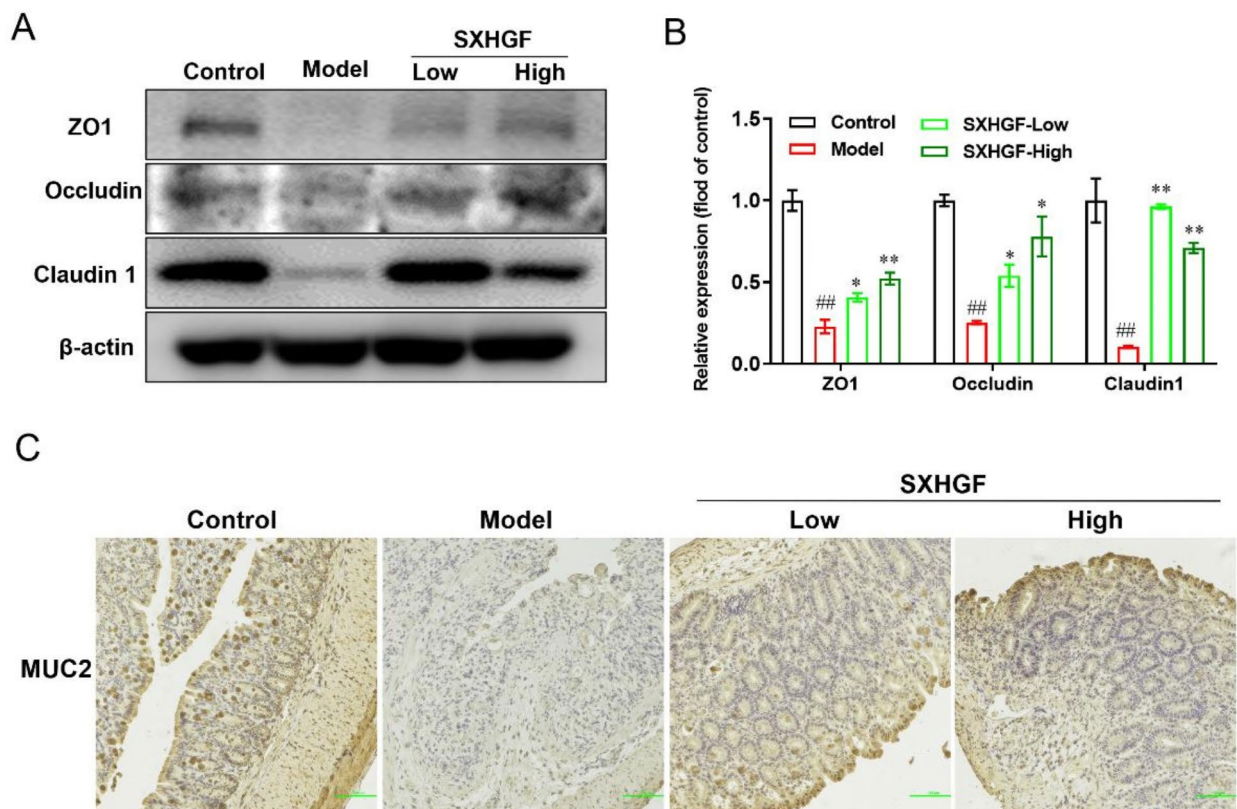 A
SXHGF
Control Model Low High
ZO1
Occludin
Claudin 1
β-actin
B
Relative expression (flod of control)
1.5
1.0
0.5
0.0
Control SXHGF-Low
Model SXHGF-High
## * **
## * *
## ** **
ZO1 Occludin Claudin1
C
SXHGF
Control Model Low High
MUC2